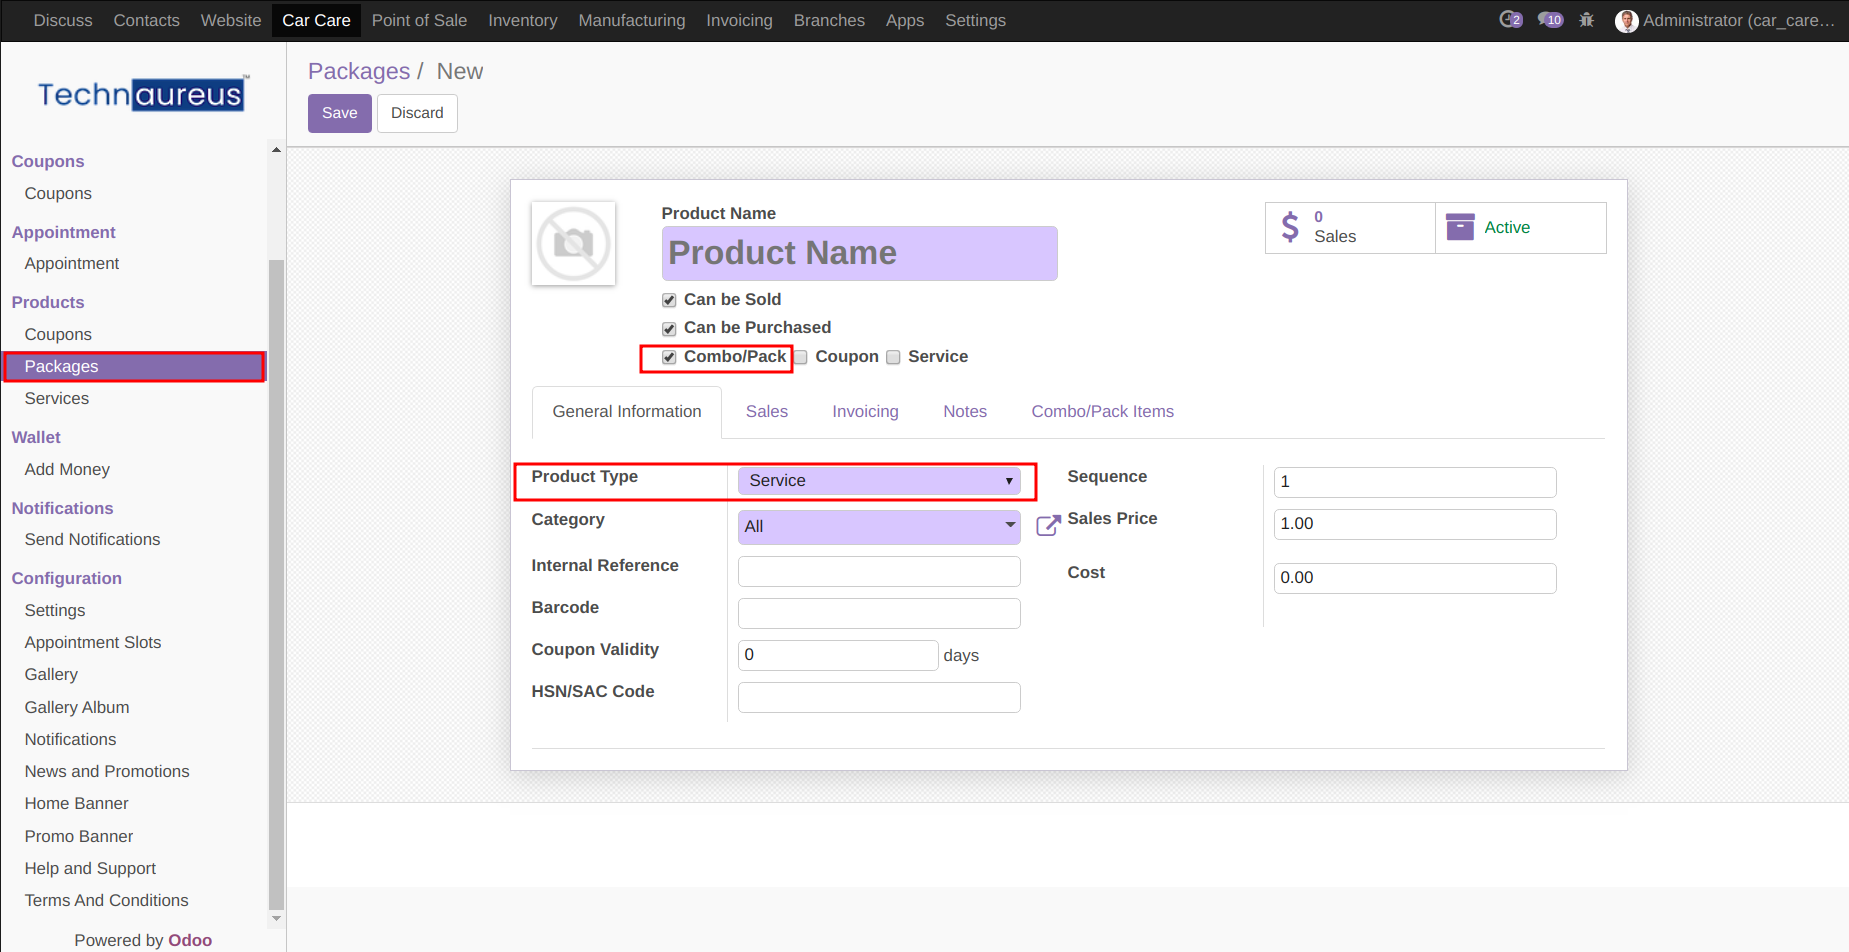 Discuss Contacts Website Car Care Point of Sale Inventory Manufacturing Invoicing Branches Apps Settings 2 10 Administrator (car_care...
Technaureus™
Coupons
Coupons
Appointment
Appointment
Products
Coupons
Packages
Services
Wallet
Add Money
Notifications
Send Notifications
Configuration
Settings
Appointment Slots
Gallery
Gallery Album
Notifications
News and Promotions
Home Banner
Promo Banner
Help and Support
Terms And Conditions
Powered by Odoo
Packages / New
Save Discard
Product Name
Product Name
0
Sales
Active
Can be Sold
Can be Purchased
Combo/Pack Coupon Service
General Information Sales Invoicing Notes Combo/Pack Items
Product Type Service
Category All
Internal Reference
Barcode
Coupon Validity 0 days
HSN/SAC Code
Sequence 1
Sales Price 1.00
Cost 0.00